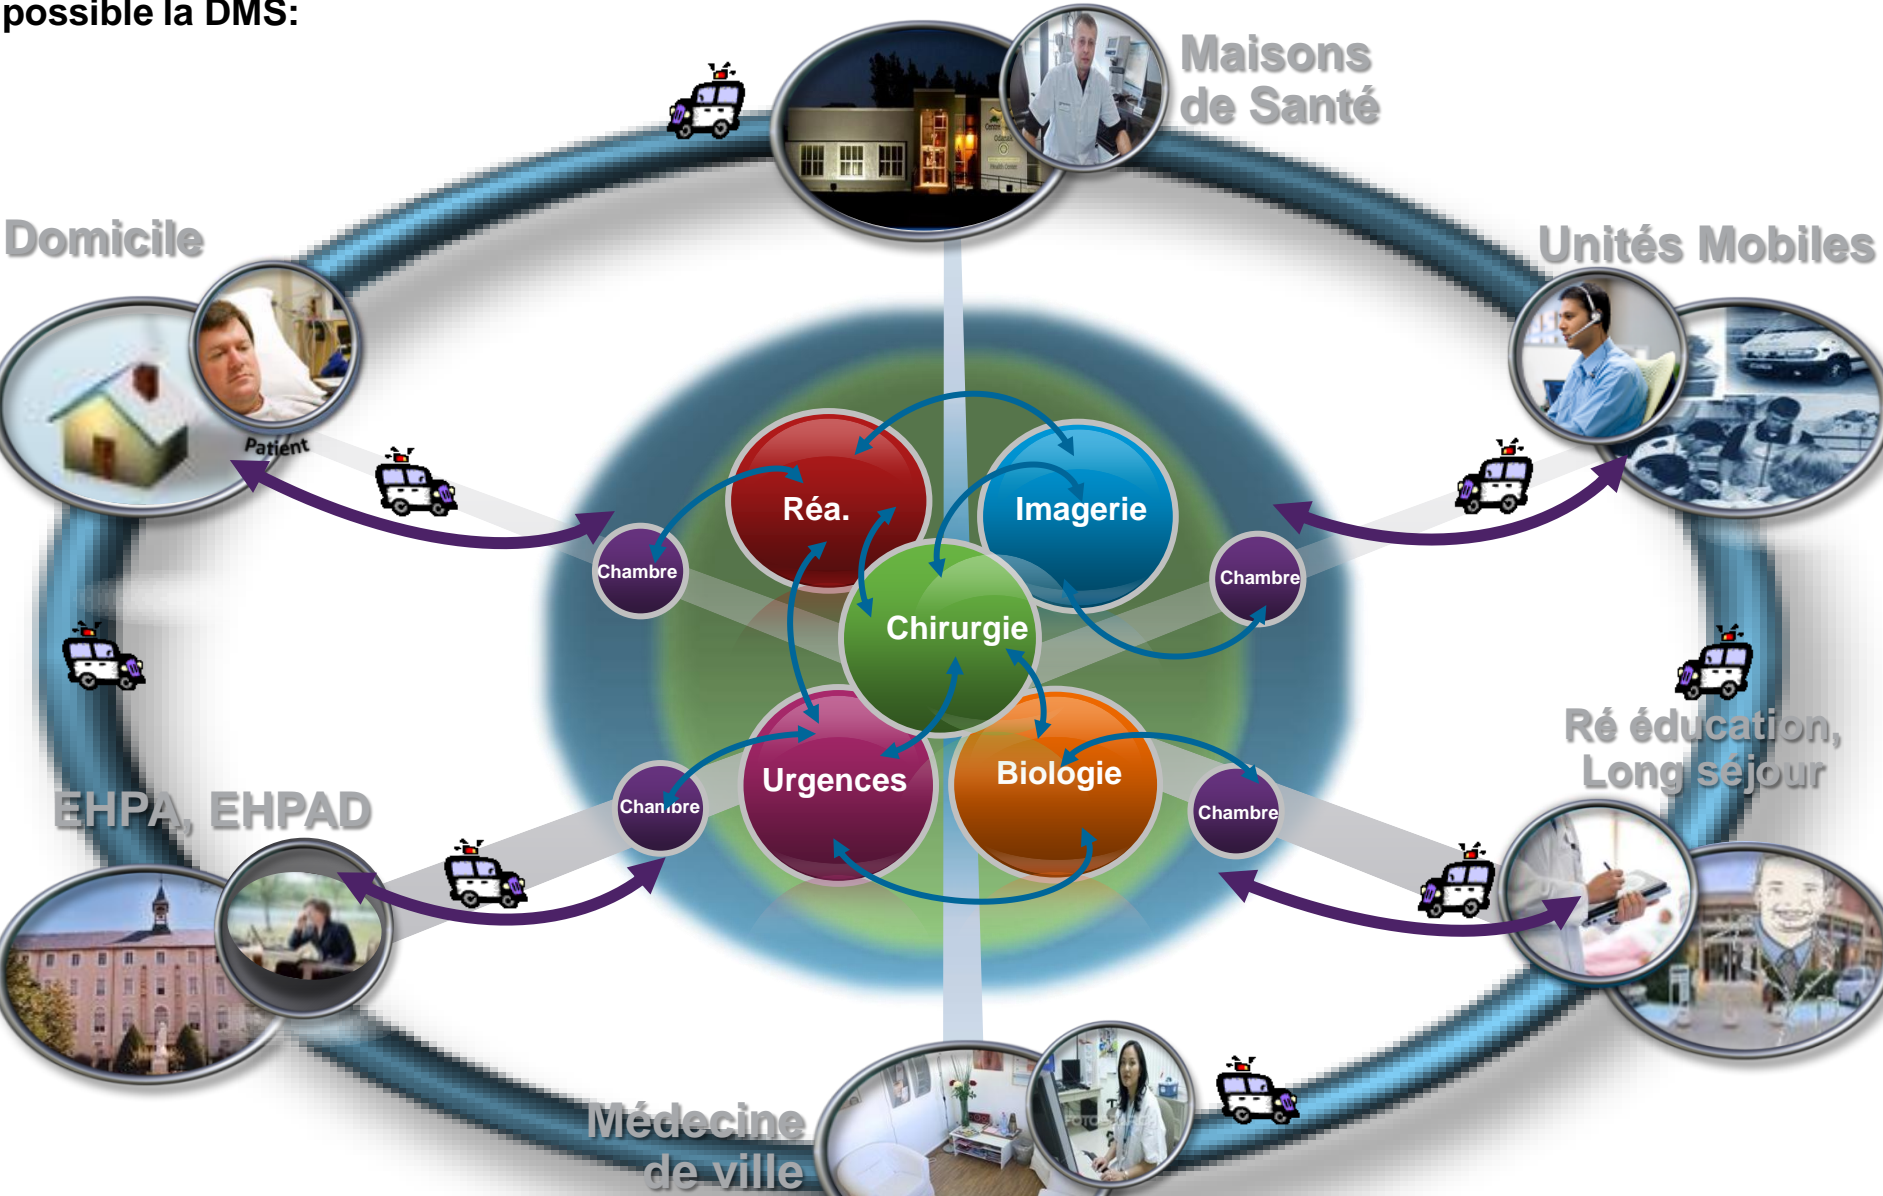 possible la DMS:
Maisons
de Santé
Domicile
Unités Mobiles
Patient
Réa.
Imagerie
Chambre
Chambre
Chirurgie
Ré éducation,
Long séjour
Urgences
Biologie
EHPA, EHPAD
Chambre
Chambre
Médecine
de ville